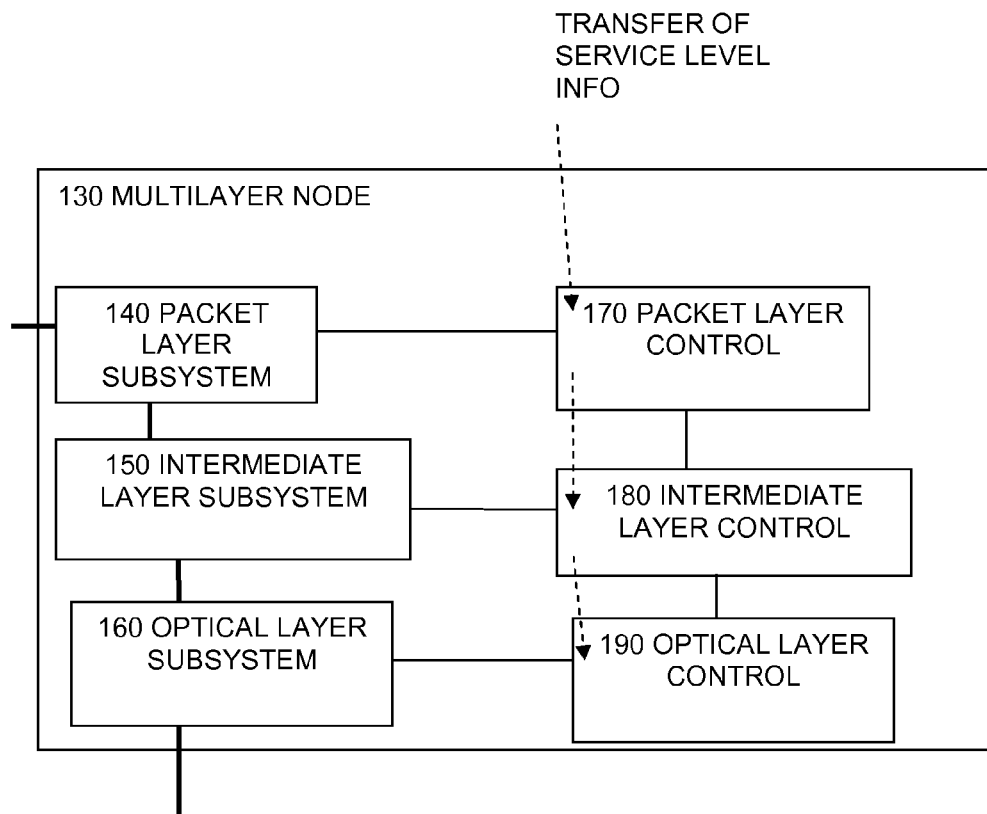 TRANSFER OF
SERVICE LEVEL
INFO
130 MULTILAYER NODE
140 PACKET
LAYER
SUBSYSTEM
170 PACKET LAYER
CONTROL
150 INTERMEDIATE
LAYER SUBSYSTEM
180 INTERMEDIATE
LAYER CONTROL
160 OPTICAL LAYER
SUBSYSTEM
190 OPTICAL LAYER
CONTROL